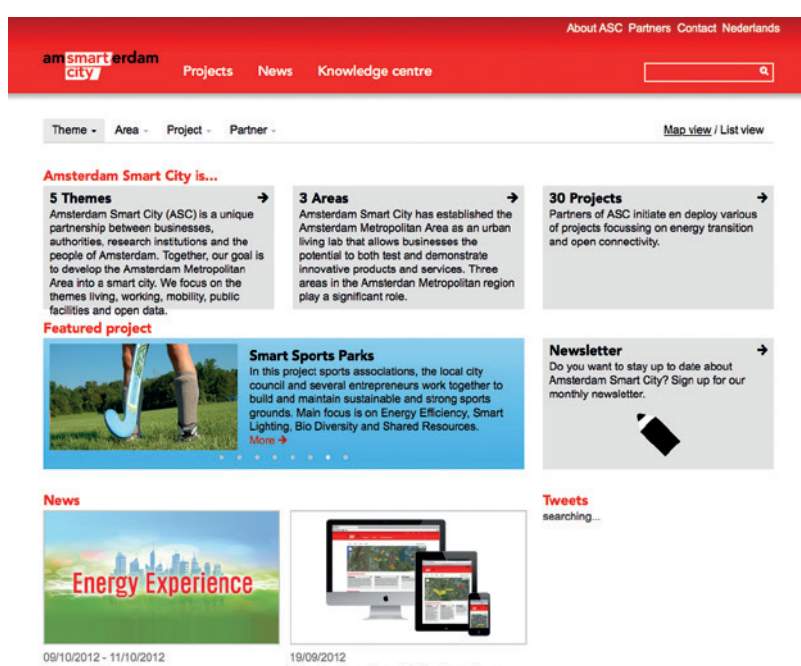 About ASC Partners Contact Nederlands
amsmarterdam
city
Projects News Knowledge centre
Theme Area Project Partner
Map view / List view
Amsterdam Smart City is...
5 Themes
Amsterdam Smart City (ASC) is a unique
partnership between businesses,
authorities, research institutions and the
people of Amsterdam. Together, our goal is
to develop the Amsterdam Metropolitan
Area into a smart city. We focus on the
themes living, working, mobility, public
facilities and open data.
3 Areas
Amsterdam Smart City has established the
Amsterdam Metropolitan Area as an urban
living lab that allows businesses the
potential to both test and demonstrate
innovative products and services. Three
areas in the Amsterdan Metropolitan region
play a significant role.
30 Projects
Partners of ASC initiate en deploy various
of projects focussing on energy transition
and open connectivity.
Featured project
Smart Sports Parks
In this project sports associations, the local city
council and several entrepreneurs work together to
build and maintain sustainable and strong sports
grounds. Main focus is on Energy Efficiency, Smart
Lighting, Bio Diversity and Shared Resources.
More →
Newsletter
Do you want to stay up to date about
Amsterdam Smart City? Sign up for our
monthly newsletter.
News
Energy Experience
09/10/2012 - 11/10/2012
19/09/2012
Tweets
searching...